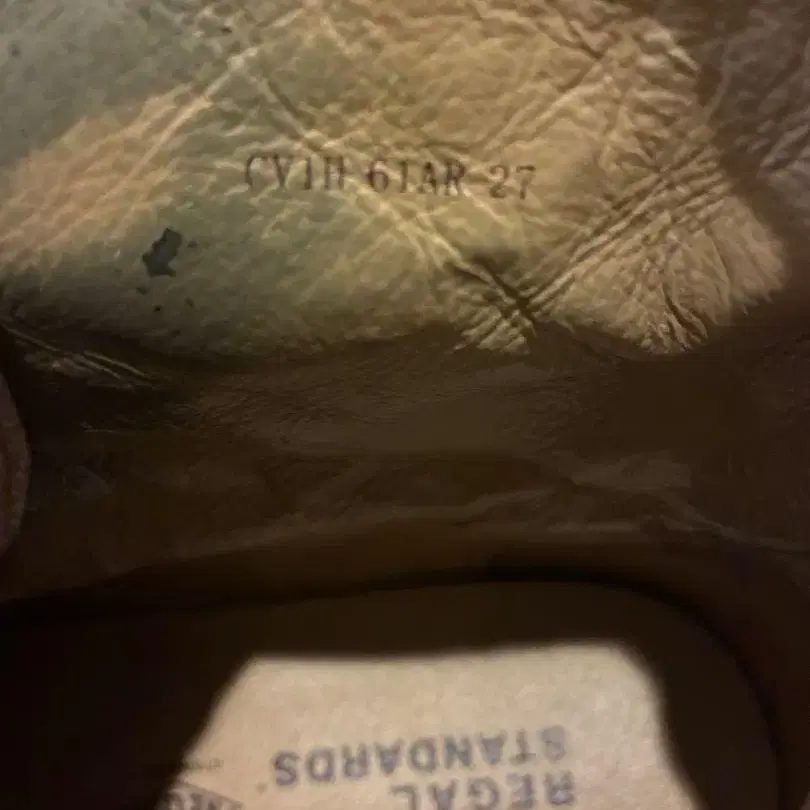 CV1H 61AR 27
REGAL
STANDARDS